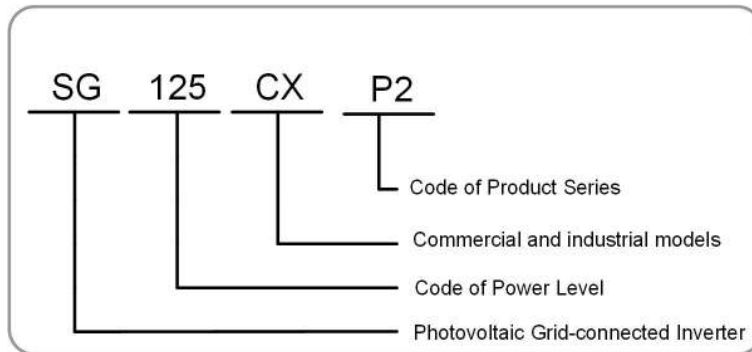 SG 125 CX P2
Code of Product Series
Commercial and industrial models
Code of Power Level
Photovoltaic Grid-connected Inverter